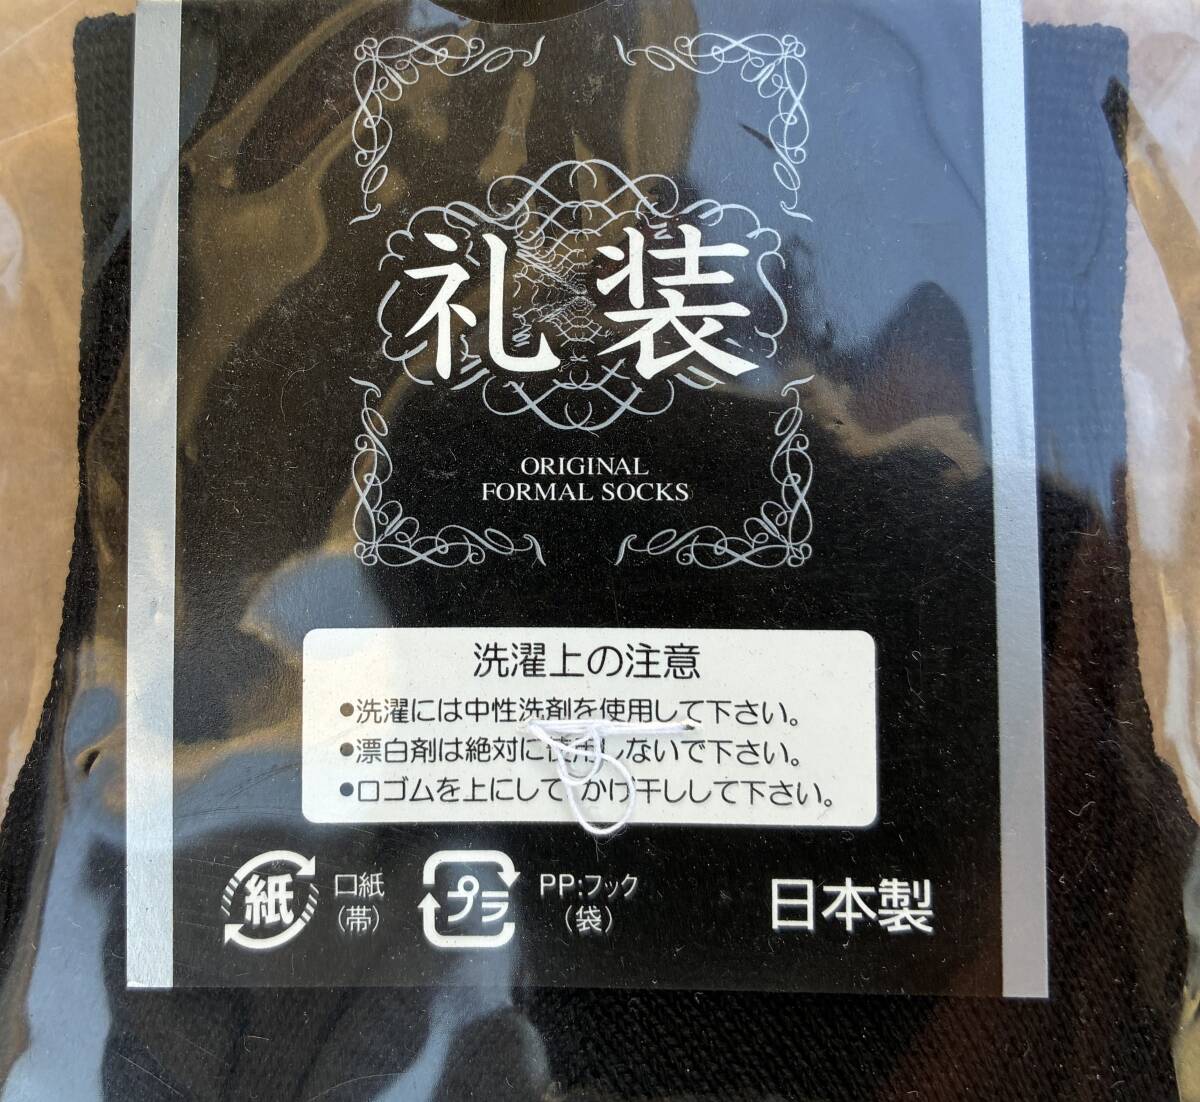 礼装
ORIGINAL
FORMAL SOCKS
洗濯上の注意
●洗濯には中性洗剤を使用して下さい。
●漂白剤は絶対に使用しないで下さい。
●口ゴムを上にして かげ干しして下さい。
紙 口紙
(帯)
プラ PP:フック
(袋)
日本製